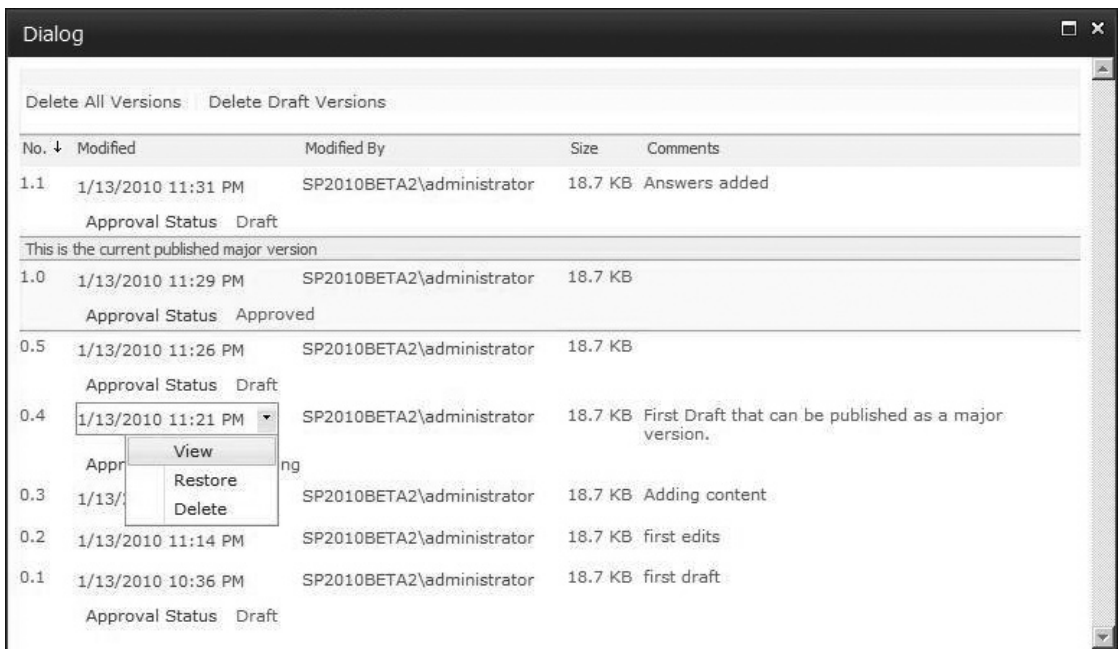 Dialog
Delete All Versions Delete Draft Versions
No. Modified Modified By Size Comments
1.1 1/13/2010 11:31 PM SP2010BETA2\administrator 18.7 KB Answers added
Approval Status Draft
This is the current published major version
1.0 1/13/2010 11:29 PM SP2010BETA2\administrator 18.7 KB
Approval Status Approved
0.5 1/13/2010 11:26 PM SP2010BETA2\administrator 18.7 KB
Approval Status Draft
0.4 1/13/2010 11:21 PM SP2010BETA2\administrator 18.7 KB First Draft that can be published as a major
version.
View
Appr ng
Restore
0.3 1/13/ SP2010BETA2\administrator 18.7 KB Adding content
Delete
0.2 1/13/2010 11:14 PM SP2010BETA2\administrator 18.7 KB first edits
0.1 1/13/2010 10:36 PM SP2010BETA2\administrator 18.7 KB first draft
Approval Status Draft